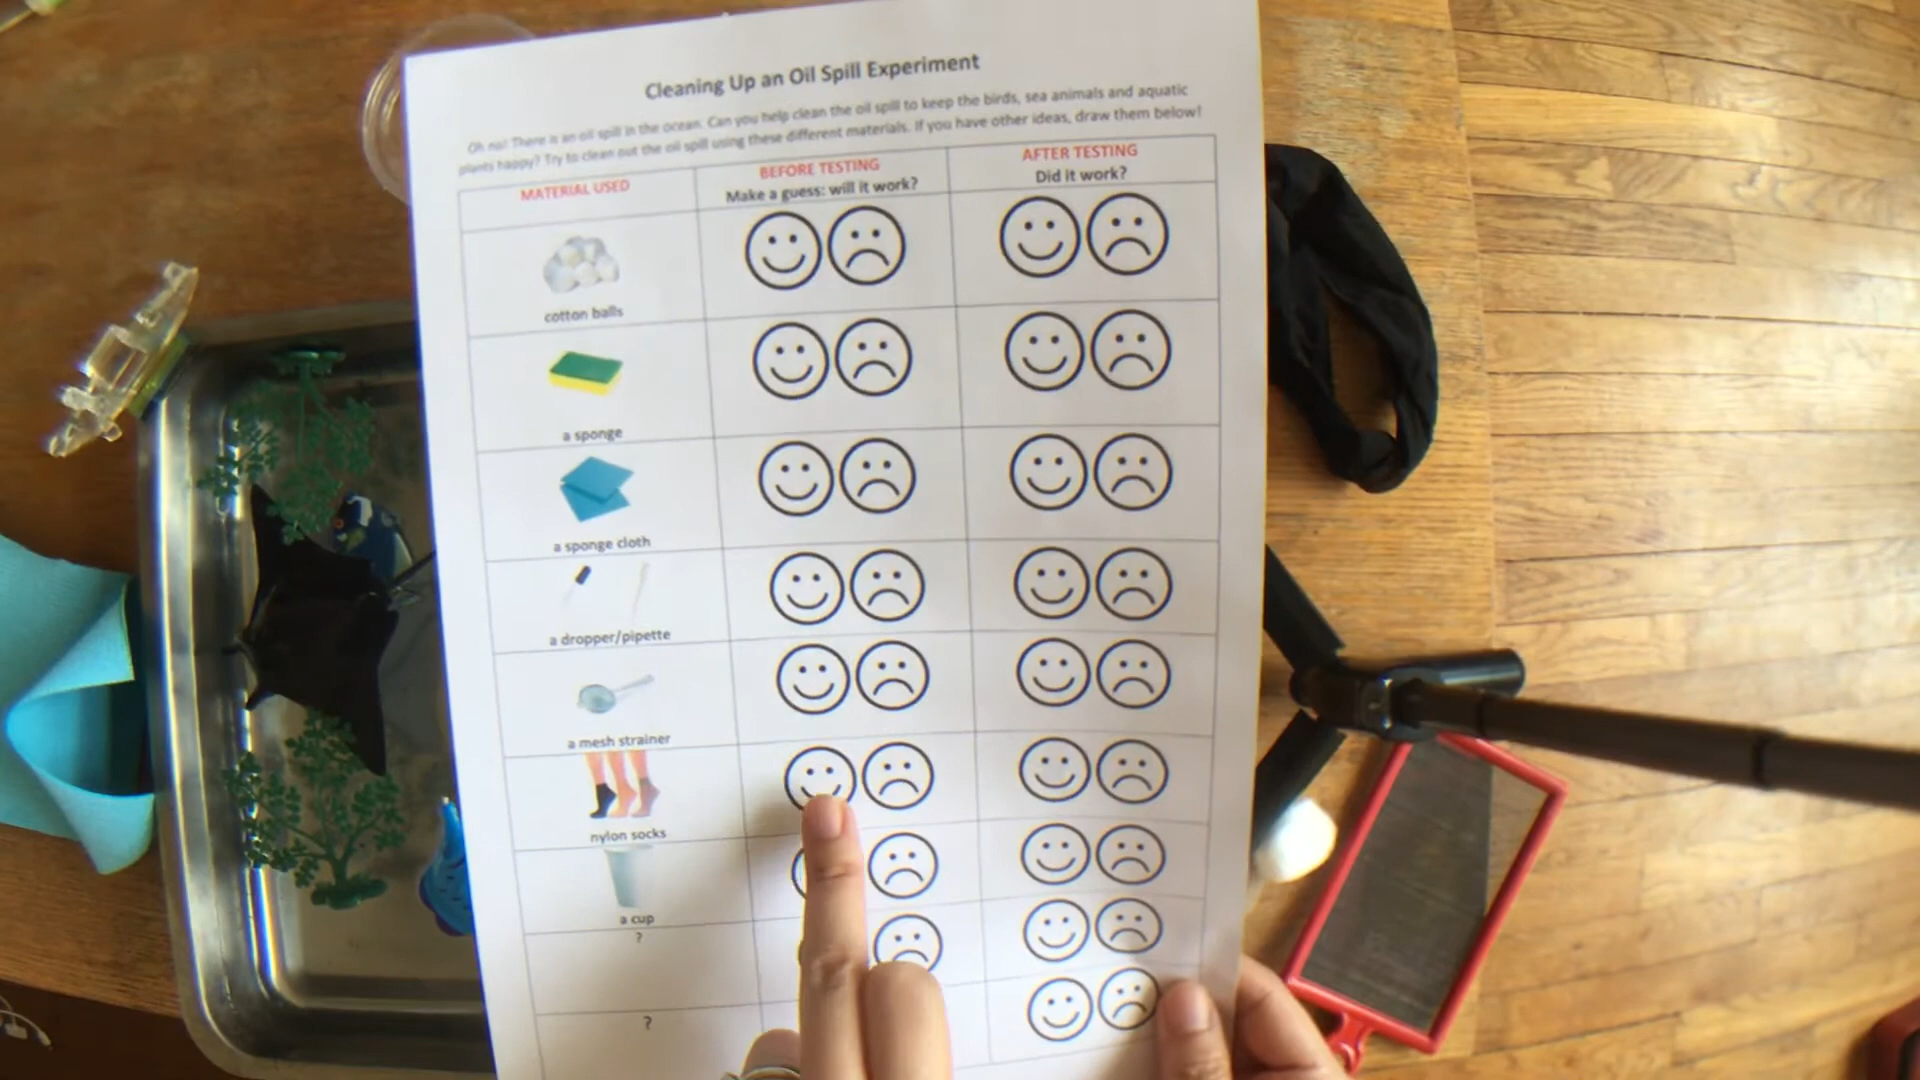 Cleaning Up an Oil Spill Experiment
Oh no! There is an oil spill in the ocean. Can you help clean the oil spill to keep the birds, sea animals and aquatic
plants happy? Try to clean out the oil spill using these different materials. If you have other ideas, draw them below!
MATERIAL USED
BEFORE TESTING
Make a guess: will it work?
AFTER TESTING
Did it work?
cotton balls
a sponge
a sponge cloth
a dropper/pipette
a mesh strainer
nylon socks
a cup
?
?